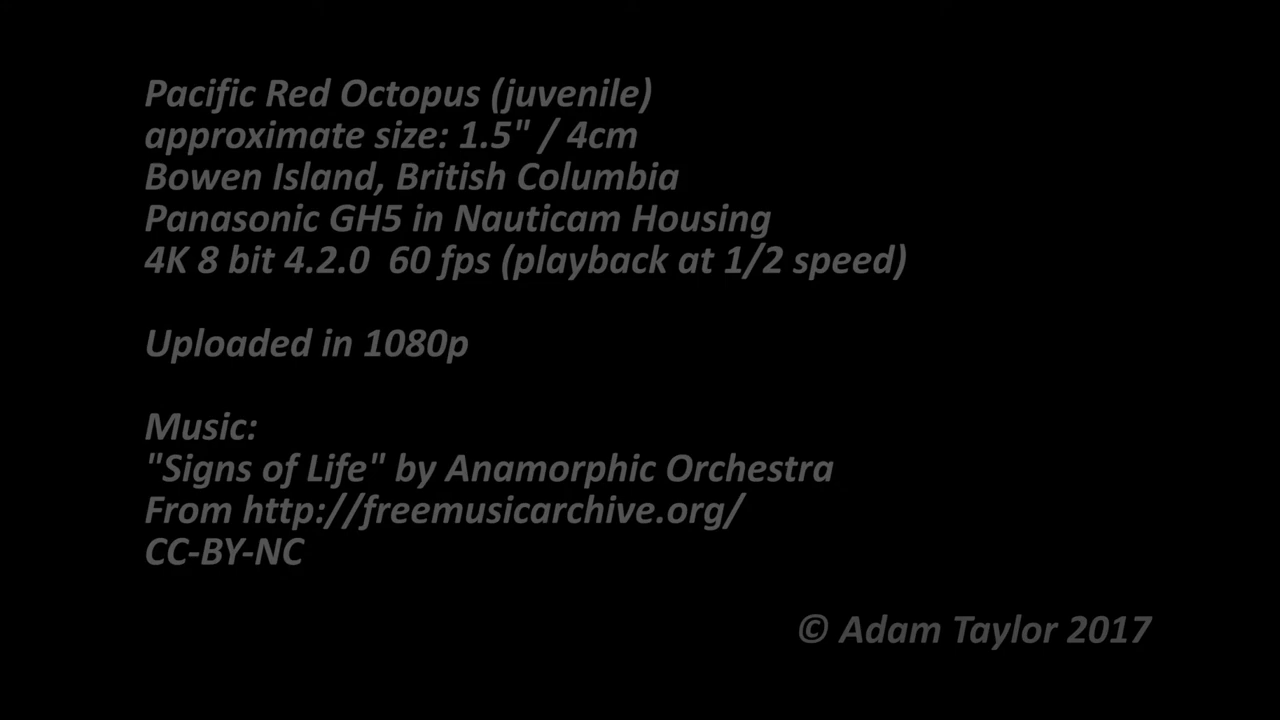 Pacific Red Octopus (juvenile)
approximate size: 1.5" / 4cm
Bowen Island, British Columbia
Panasonic GH5 in Nauticam Housing
4K 8 bit 4.2.0  60 fps (playback at 1/2 speed)
Uploaded in 1080p
Music:
"Signs of Life" by Anamorphic Orchestra
From http://freemusicarchive.org/
CC-BY-NC
© Adam Taylor 2017